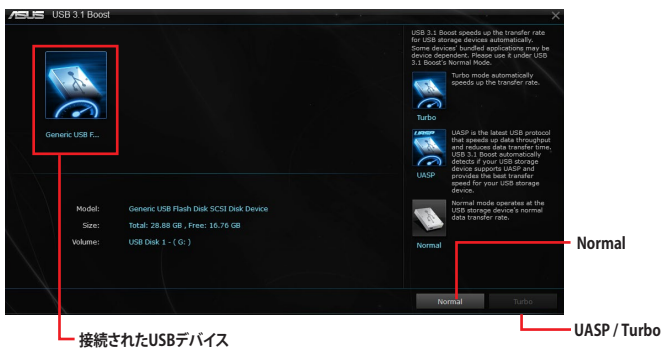 ASUS USB 3.1 Boost
USB 3.1 Boost speeds up the transfer rate
for USB storage devices automatically.
Some devices' bundled applications may be
device dependent. Please use it under USB
3.1 Boost's Normal Mode.
Turbo mode automatically
speeds up the transfer rate.
Turbo
Generic USB F...
UASP is the latest USB protocol
that speeds up data throughput
and reduces data transfer time.
USB 3.1 Boost automatically
detects if your USB storage
device supports UASP and
provides the best transfer
speed for your USB storage
device.
UASP
UASP
Normal mode operates at the
USB storage device's normal
data transfer rate.
Normal
Model: Generic USB Flash Disk SCSI Disk Device
Size: Total: 28.88 GB , Free: 16.76 GB
Volume: USB Disk 1 - ( G: )
Normal
Normal Turbo
UASP / Turbo
接続されたUSBデバイス